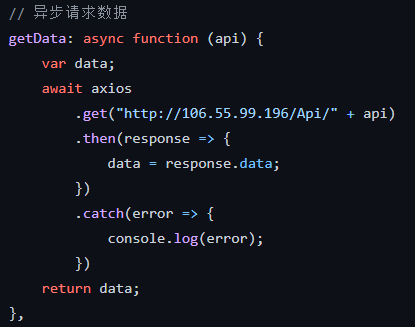 // 异步请求数据
getData: async function (api) {
    var data;
    await axios
        .get("http://106.55.99.196/Api/" + api)
        .then(response => {
            data = response.data;
        })
        .catch(error => {
            console.log(error);
        })
    return data;
},